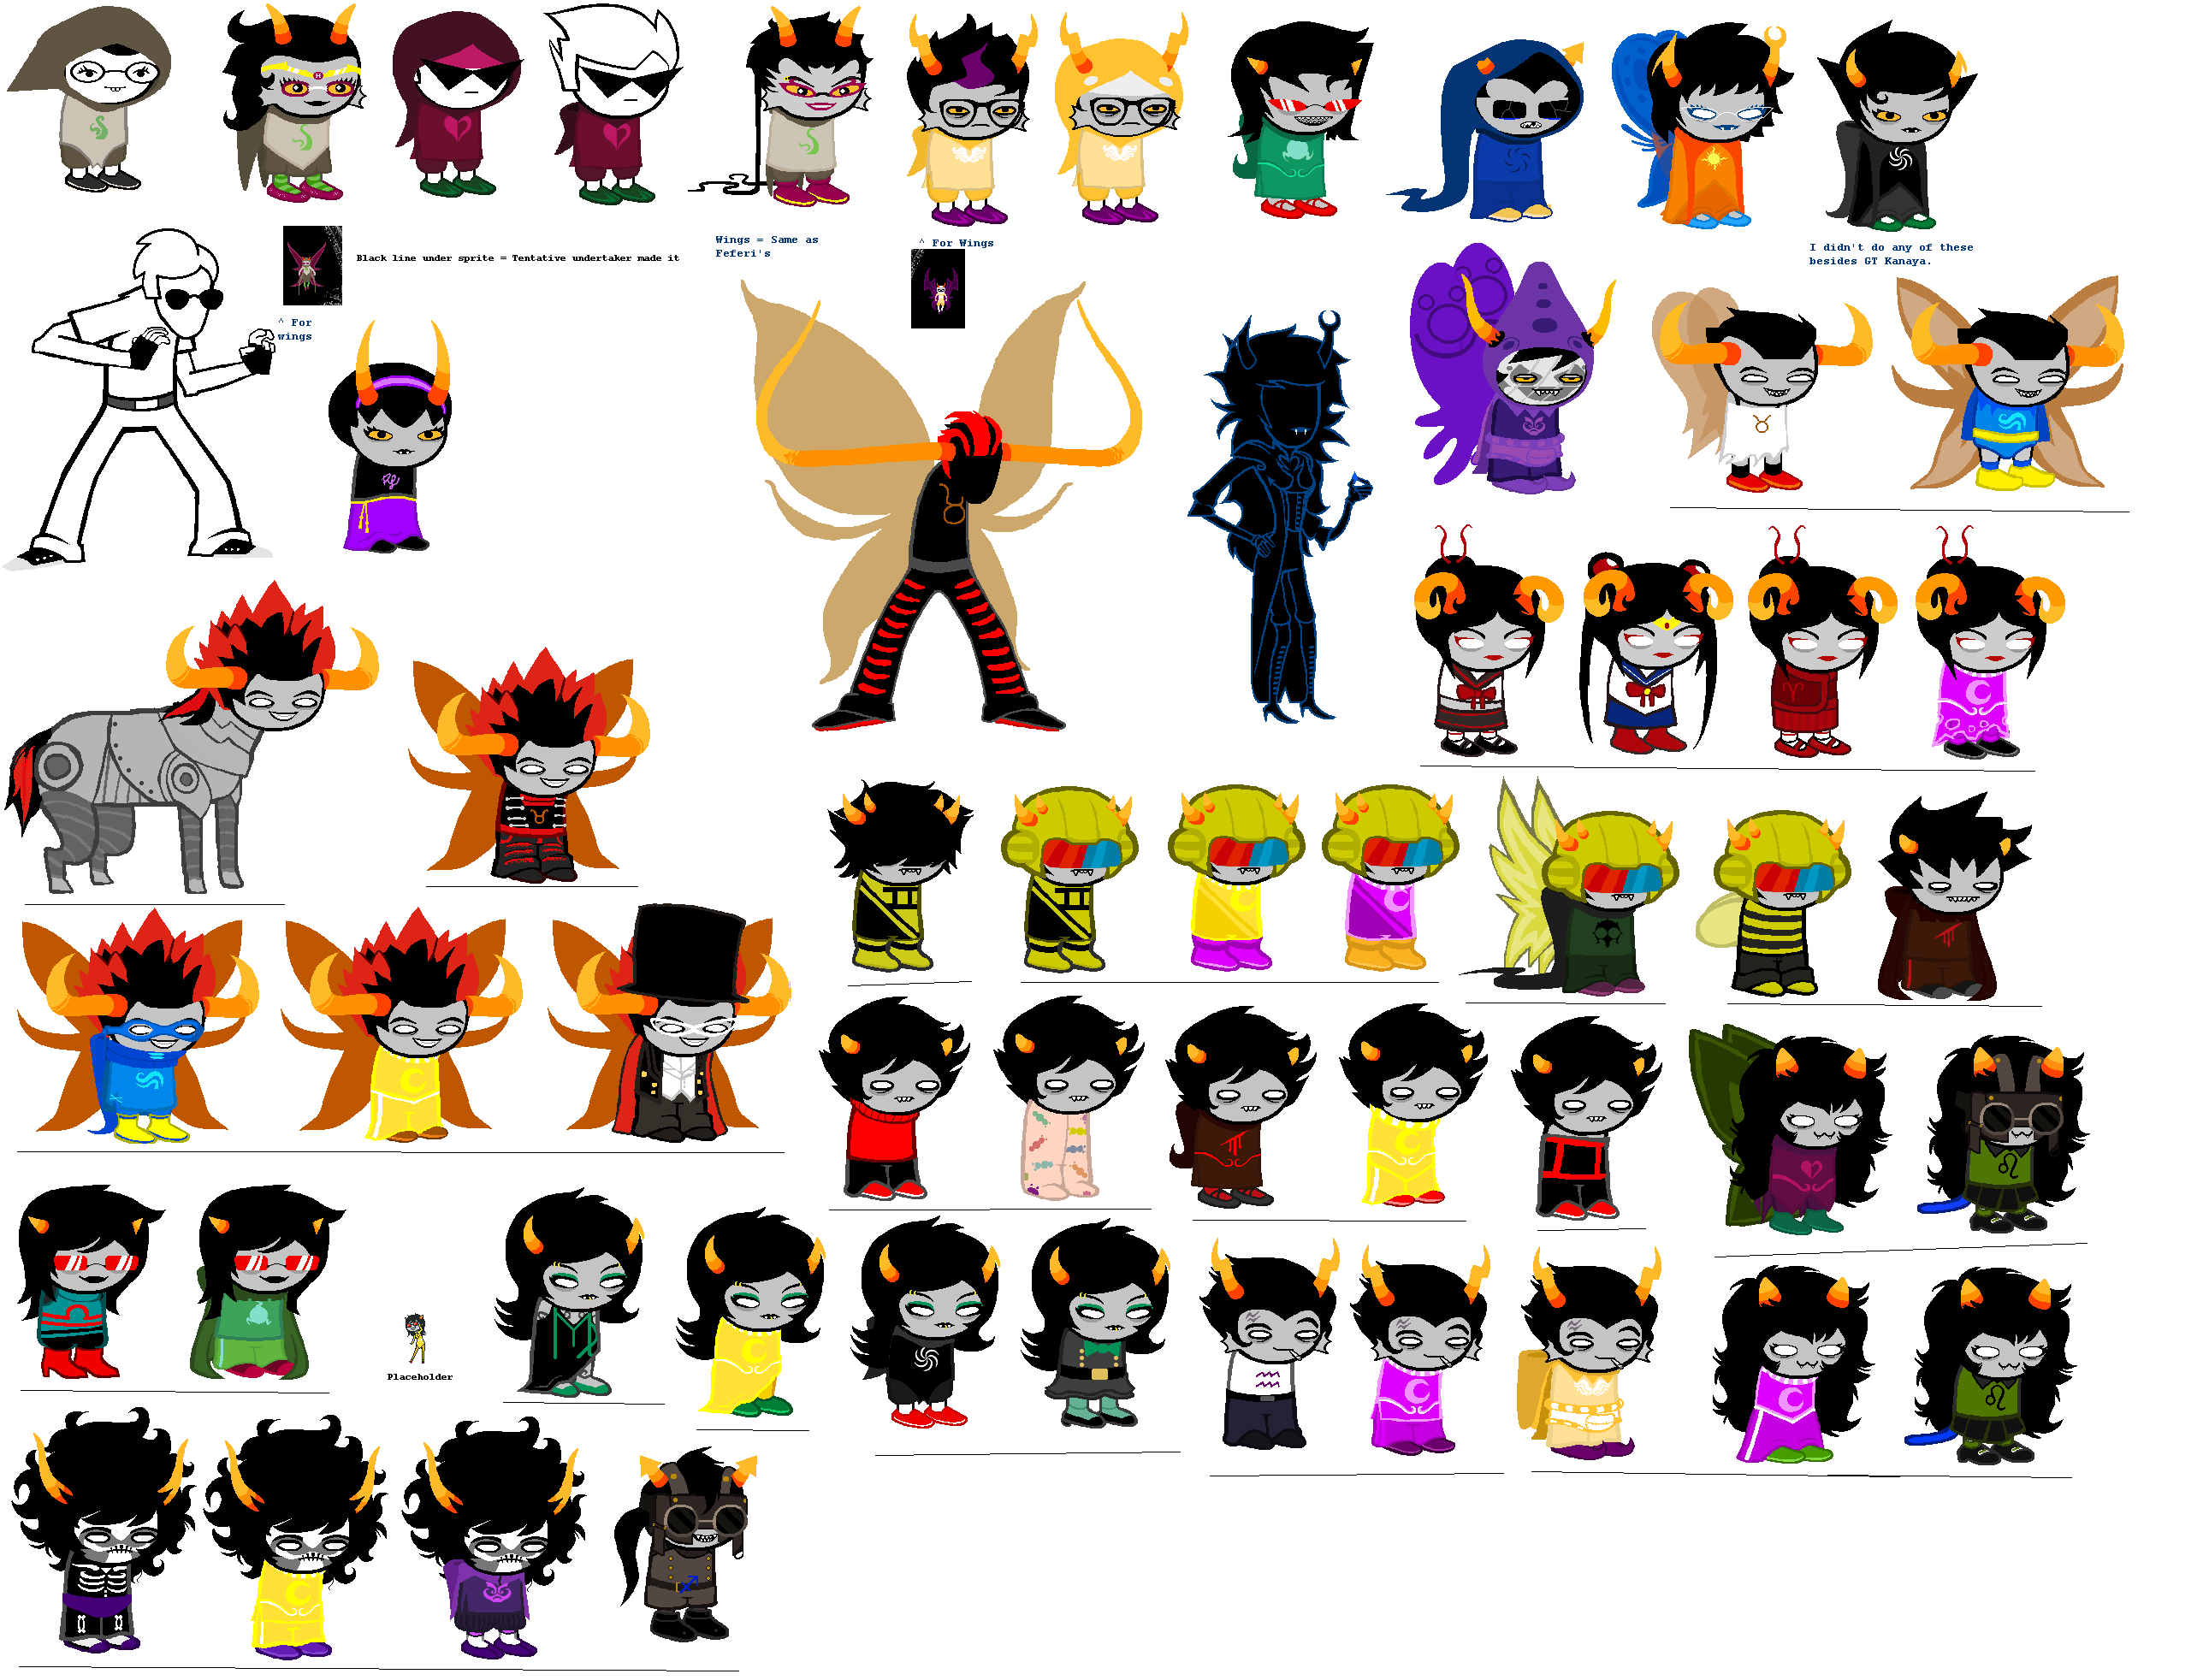 Wings = Same as
Feferi's
^ For Wings
I didn't do any of these
besides GT Kanaya.
Black line under sprite = Tentative undertaker made it
^ For
wings
Placeholder